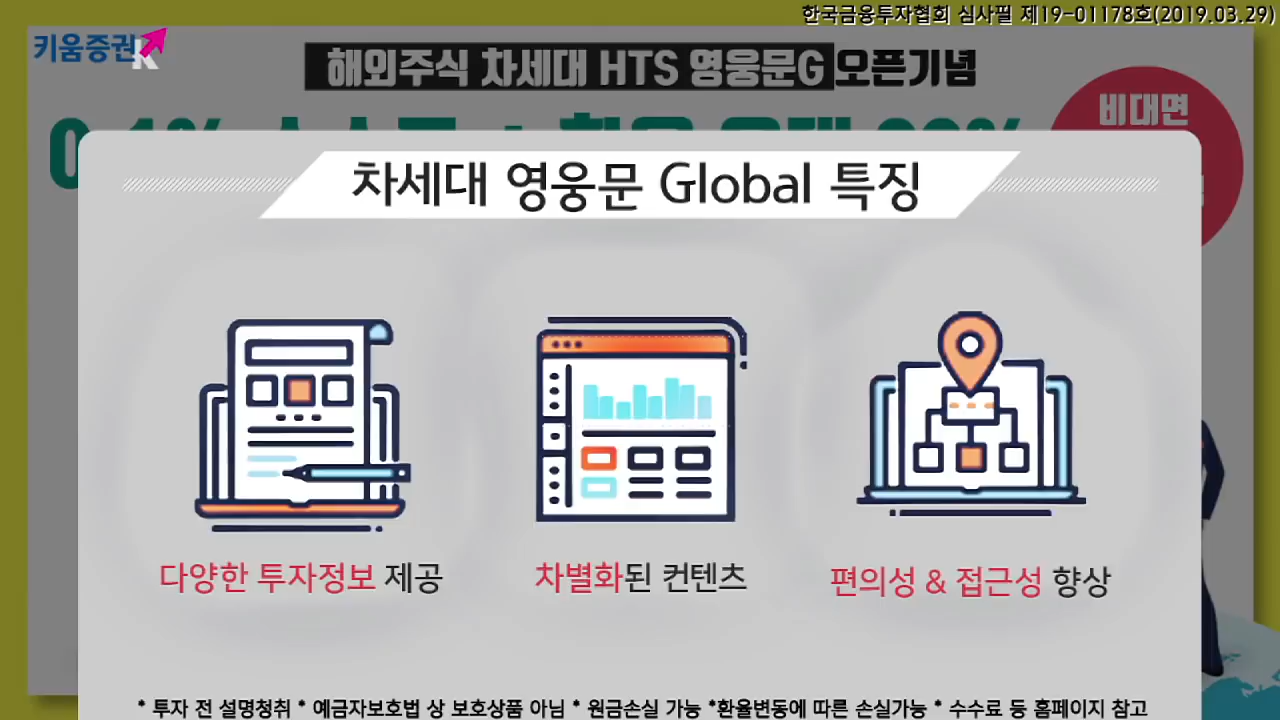 한국금융투자협회 심사필 제19-01178호(2019.03.29)
키움증권
해외주식 차세대 HTS 영웅문G 오픈기념
비대면
차세대 영웅문 Global 특징
다양한 투자정보 제공
차별화된 컨텐츠
편의성 & 접근성 향상
* 투자 전 설명청취 * 예금자보호법 상 보호상품 아님 * 원금손실 가능 *환율변동에 따른 손실가능 * 수수료 등 홈페이지 참고